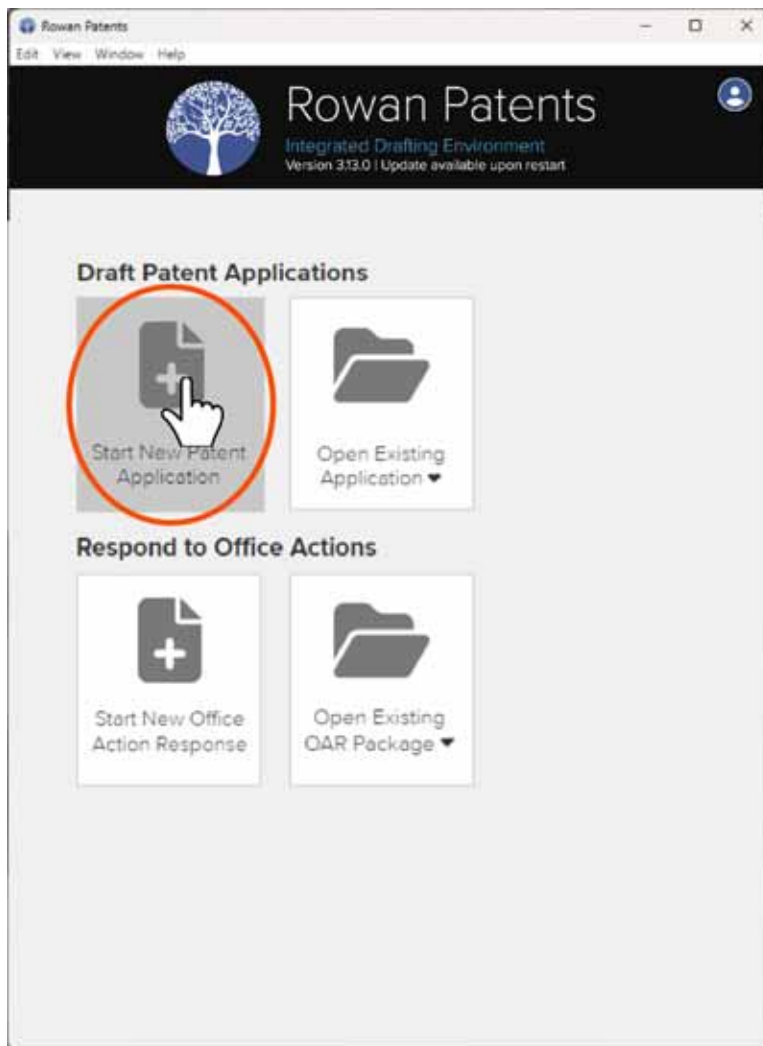 Rowan Patents
Edit View Window Help
Rowan Patents
Integrated Drafting Environment
Version 3.13.0 | Update available upon restart
Draft Patent Applications
Start New Patent
Application
Open Existing
Application
Respond to Office Actions
Start New Office
Action Response
Open Existing
OAR Package